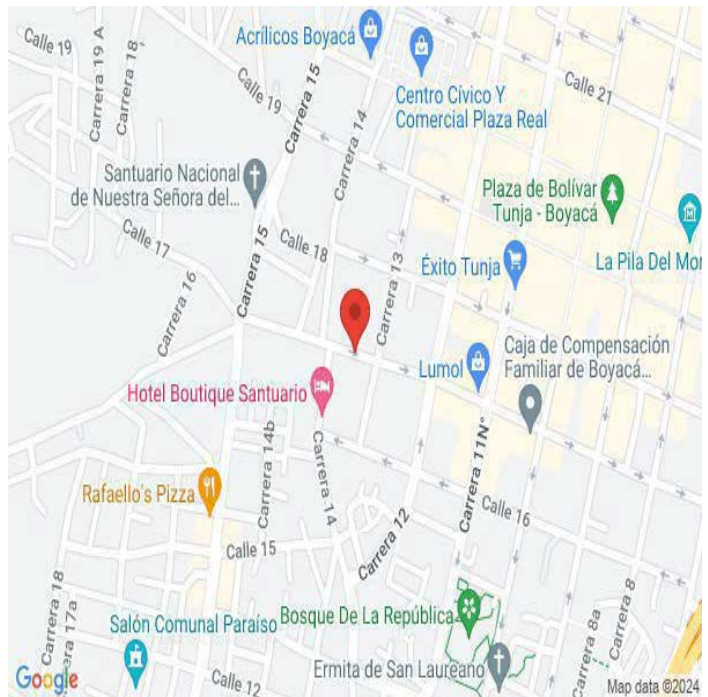 Calle 19
Carrera 19 A
Carrera 18
Calle 19
Carrera 15
Acrílicos Boyacá
Centro Cívico Y
Comercial Plaza Real
Calle 21
Carrera 14
Santuario Nacional
de Nuestra Señora del...
Plaza de Bolívar
Tunja - Boyacá
Calle 17
Calle 18
Carrera 15
Carrera 16
Carrera 13
Éxito Tunja
La Pila Del Mon
Hotel Boutique Santuario
Lumol
Caja de Compensación
Familiar de Boyacá...
Carrera 14b
Carrera 14
Rafaello's Pizza
Carrera 11N°
Calle 16
Carrera 12
Calle 15
Carrera 18
Carrera 17a
Salón Comunal Paraíso
Bosque De La República
Carrera 8
Carrera 8a
Calle 12
Ermita de San Laureano
Google
Map data ©2024